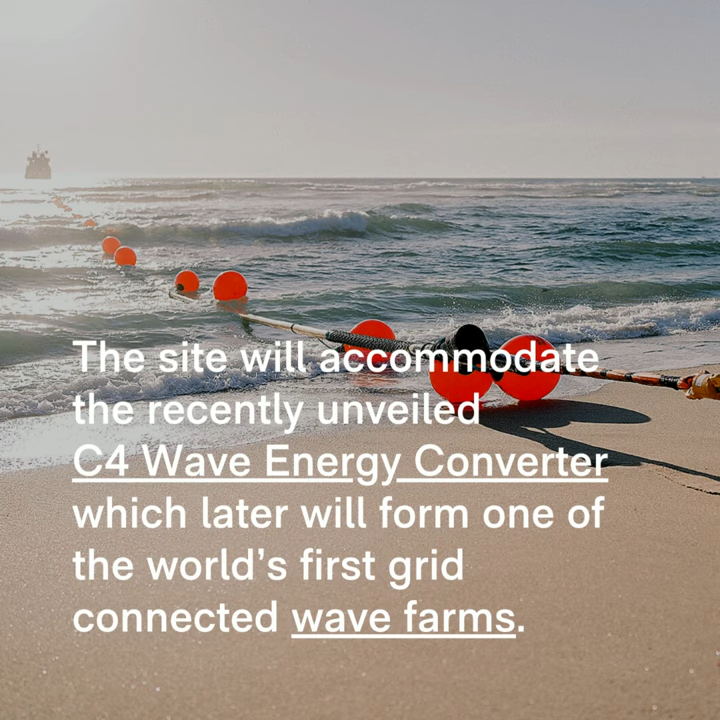 The site will accommodate
the recently unveiled
C4 Wave Energy Converter
which later will form one of
the world’s first grid
connected wave farms.